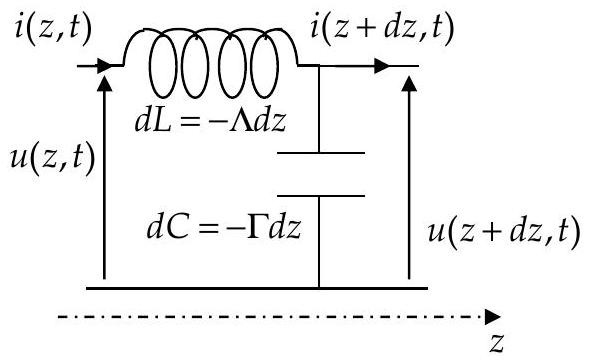 i(z,t)
i(z+dz,t)
dL = −Λdz
u(z,t)
dC = −Γdz
u(z+dz,t)
z